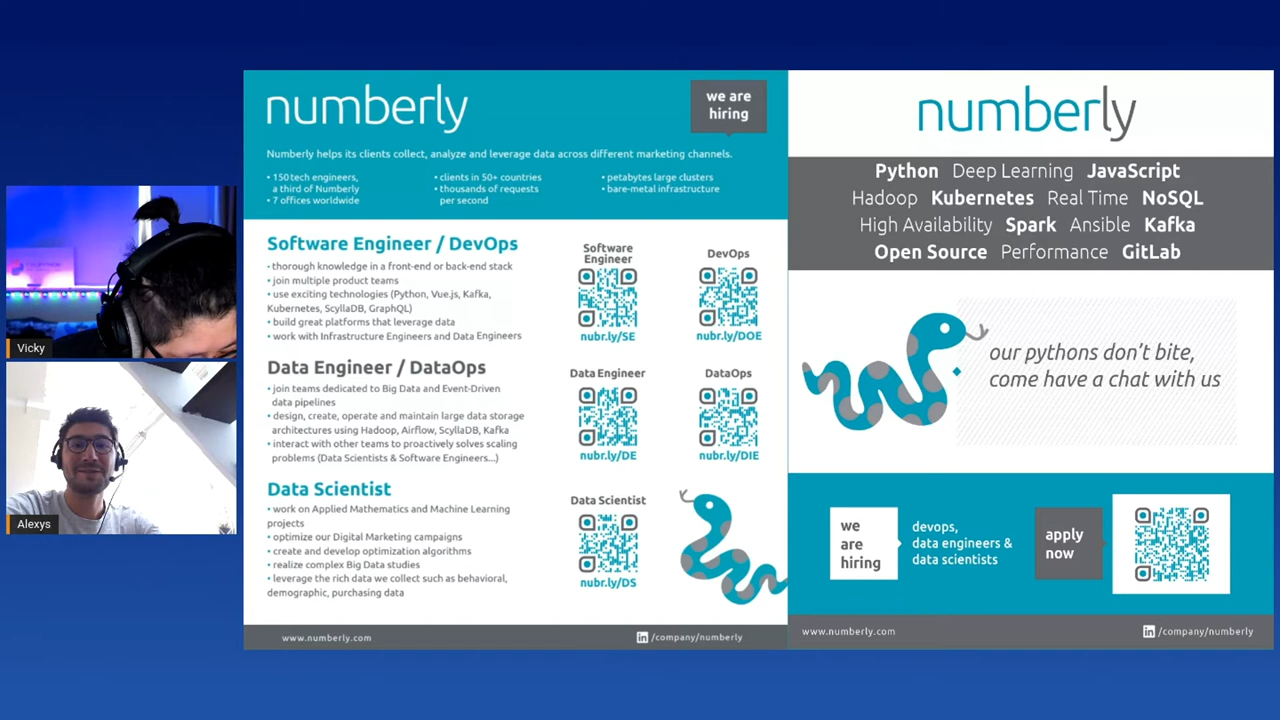 Vicky
Alexys
numberly
we are
hiring
Numberly helps its clients collect, analyze and leverage data across different marketing channels.
• 150 tech engineers,
a third of Numberly
• 7 offices worldwide
• clients in 50+ countries
• thousands of requests
per second
• petabytes large clusters
• bare-metal infrastructure
Software Engineer / DevOps
- thorough knowledge in a front-end or back-end stack
• join multiple product teams
• use exciting technologies (Python, Vue.js, Kafka,
Kubernetes, ScyllaDB, GraphQL)
• build great platforms that leverage data
• work with Infrastructure Engineers and Data Engineers
Software
Engineer
nubr.ly/SE
DevOps
nubr.ly/DOE
Data Engineer / DataOps
• join teams dedicated to Big Data and Event-Driven
data pipelines
• design, create, operate and maintain large data storage
architectures using Hadoop, Airflow, ScyllaDB, Kafka
• interact with other teams to proactively solves scaling
problems (Data Scientists & Software Engineers...)
Data Engineer
nubr.ly/DE
DataOps
nubr.ly/DIE
Data Scientist
• work on Applied Mathematics and Machine Learning
projects
• optimize our Digital Marketing campaigns
• create and develop optimization algorithms
• realize complex Big Data studies
• leverage the rich data we collect such as behavioral,
demographic, purchasing data
Data Scientist
nubr.ly/DS
www.numberly.com
in /company/numberly
numberly
Python Deep Learning JavaScript
Hadoop Kubernetes Real Time NoSQL
High Availability Spark Ansible Kafka
Open Source Performance GitLab
our pythons don't bite,
come have a chat with us
we
are
hiring
devops,
data engineers &
data scientists
apply
now
www.numberly.com
in /company/numberly